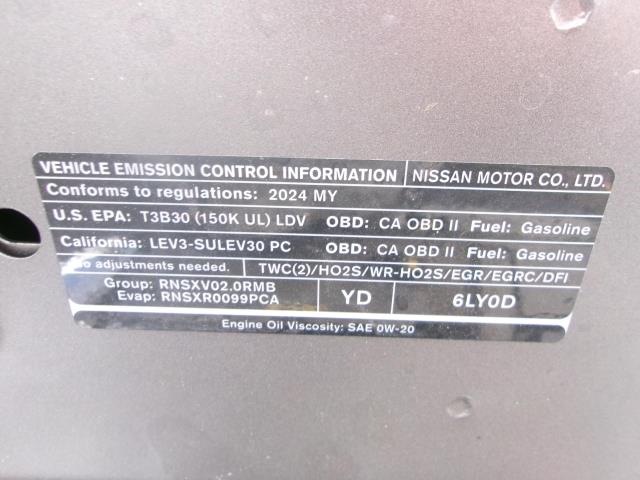 VEHICLE EMISSION CONTROL INFORMATION NISSAN MOTOR CO., LTD.
Conforms to regulations: 2024 MY
U.S. EPA: T3B30 (150K UL) LDV OBD: CA OBD II Fuel: Gasoline
California: LEV3-SULEV30 PC OBD: CA OBD II Fuel: Gasoline
No adjustments needed. TWC(2)/HO2S/WR-HO2S/EGR/EGRC/DFI
Group: RNSXV02.0RMB
Evap: RNSXR0099PCA
YD
6LY0D
Engine Oil Viscosity: SAE 0W-20